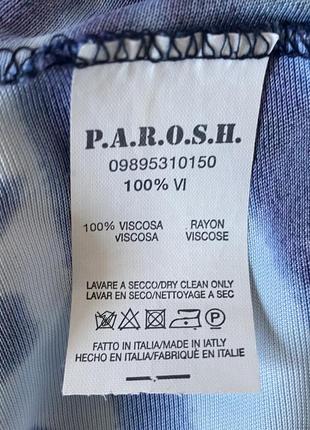 P.A.R.O.S.H.
09895310150
100% VI
100% VISCOSA RAYON
VISCOSA VISCOSE
LAVARE A SECCO/DRY CLEAN ONLY
LAVAR EN SECO/NETTOYAGE A SEC
P
FATTO IN ITALIA/MADE IN IATLY
HECHO EN ITALIA/FABRIQUÉ EN ITALIE